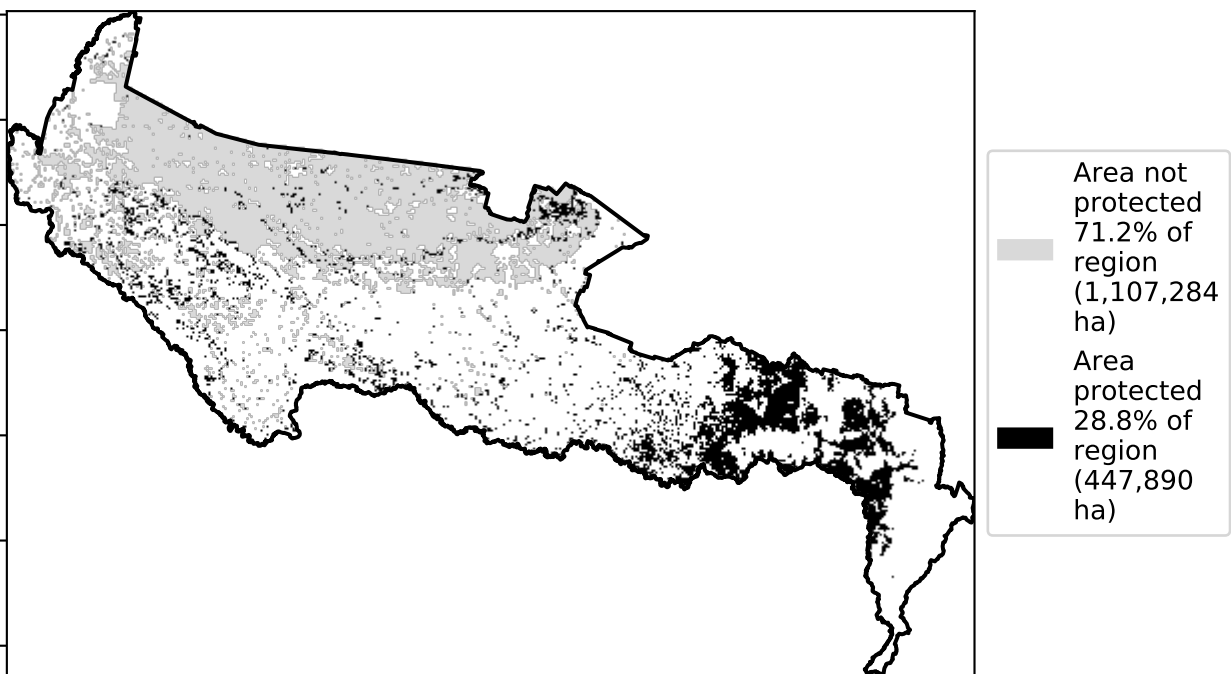 Area not
protected
71.2% of
region
(1,107,284
ha)
Area
protected
28.8% of
region
(447,890
ha)